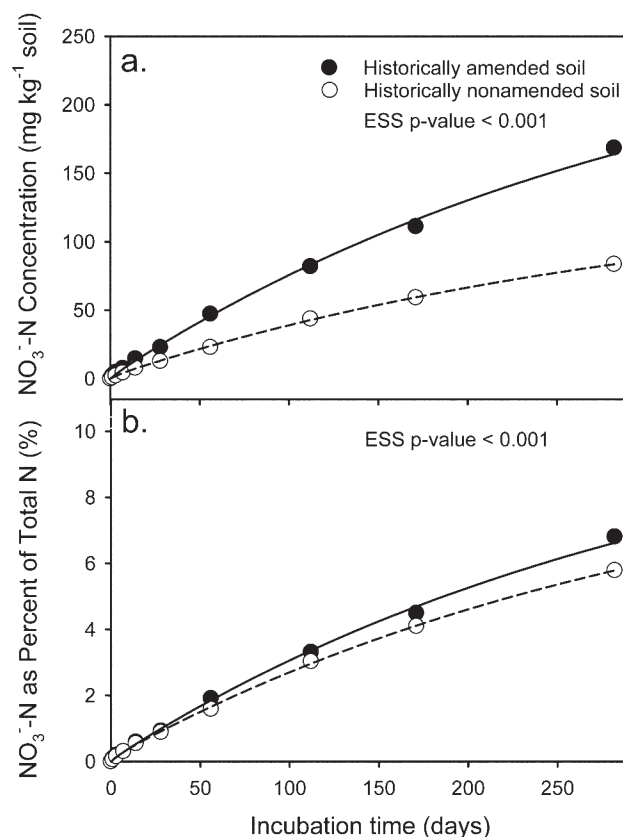 NO₃⁻-N Concentration (mg kg⁻¹ soil)
250
200
150
100
50
0
a.
Historically amended soil
Historically nonamended soil
ESS p-value < 0.001
NO₃⁻-N as Percent of Total N (%)
10
8
6
4
2
0
b.
ESS p-value < 0.001
0 50 100 150 200 250
Incubation time (days)